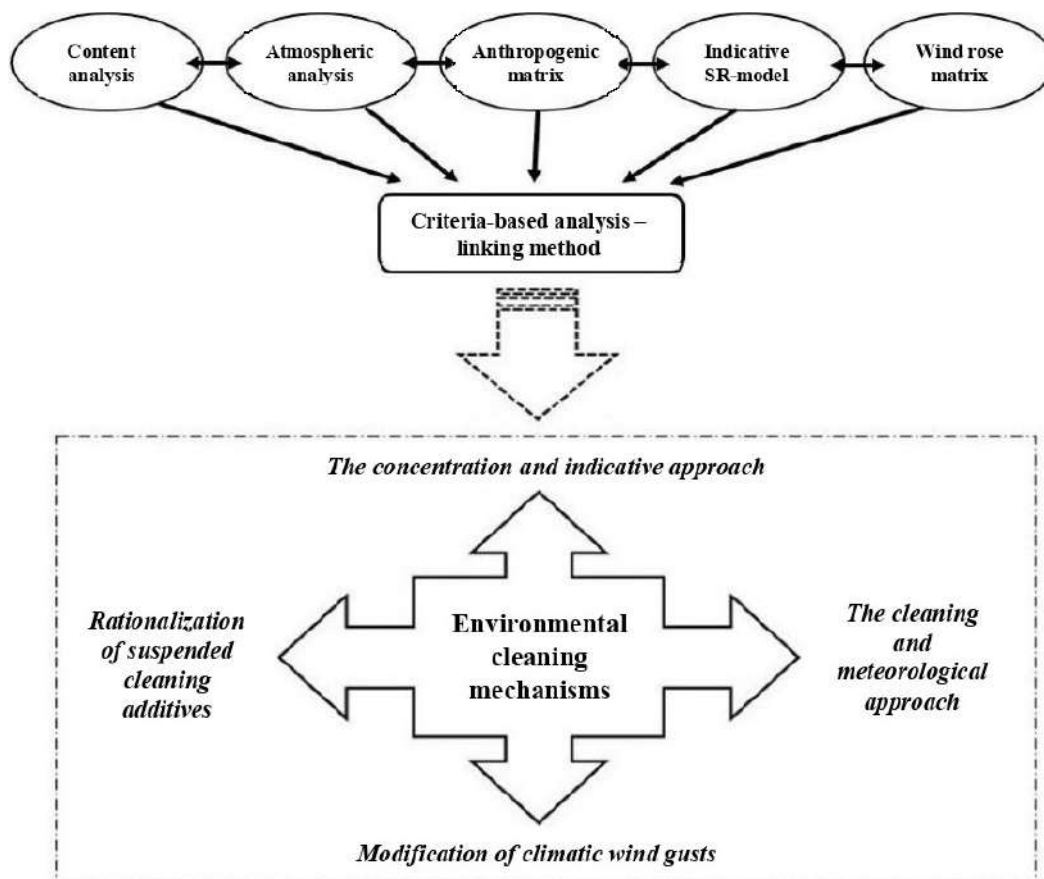 Content
analysis
Atmospheric
analysis
Anthropogenic
matrix
Indicative
SR-model
Wind rose
matrix
Criteria-based analysis –
linking method
The concentration and indicative approach
Rationalization
of suspended
cleaning
additives
Environmental
cleaning
mechanisms
The cleaning
and
meteorological
approach
Modification of climatic wind gusts